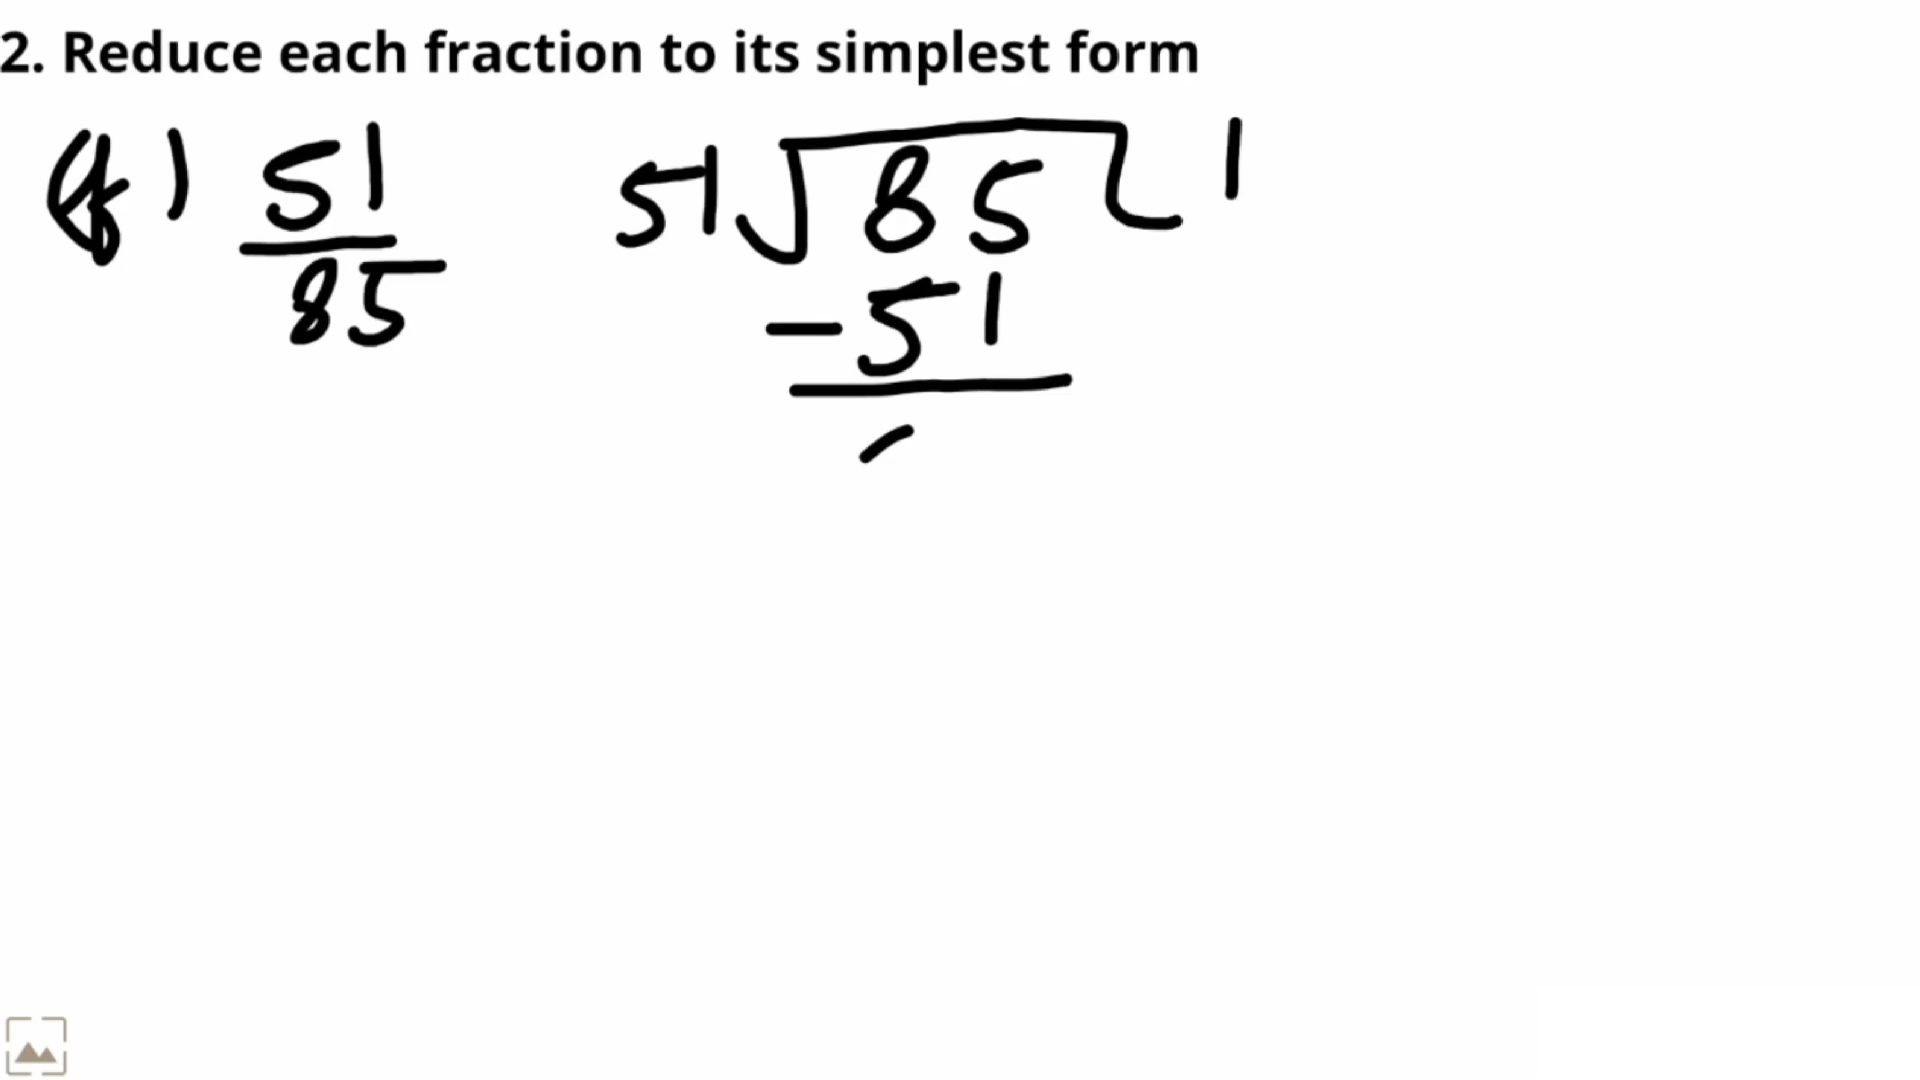 2. Reduce each fraction to its simplest form
(f) 51 51 85 1
85 -51